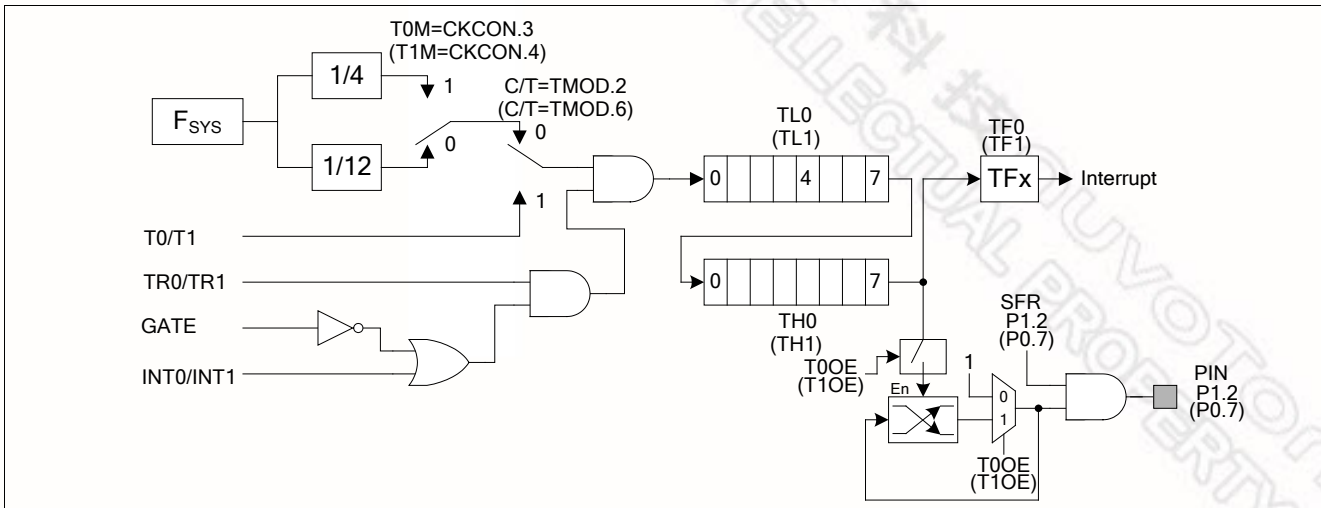 T0M=CKCON.3
(T1M=CKCON.4)
1/4
1
C/T=TMOD.2
(C/T=TMOD.6)
FSYS
0
0
1/12
1
TL0
(TL1)
0 4 7
TF0
(TF1)
TFx
Interrupt
T0/T1
TR0/TR1
0 7
TH0
(TH1)
GATE
INT0/INT1
SFR
P1.2
(P0.7)
T0OE
(T1OE)
1
En
0
1
PIN
P1.2
(P0.7)
T0OE
(T1OE)